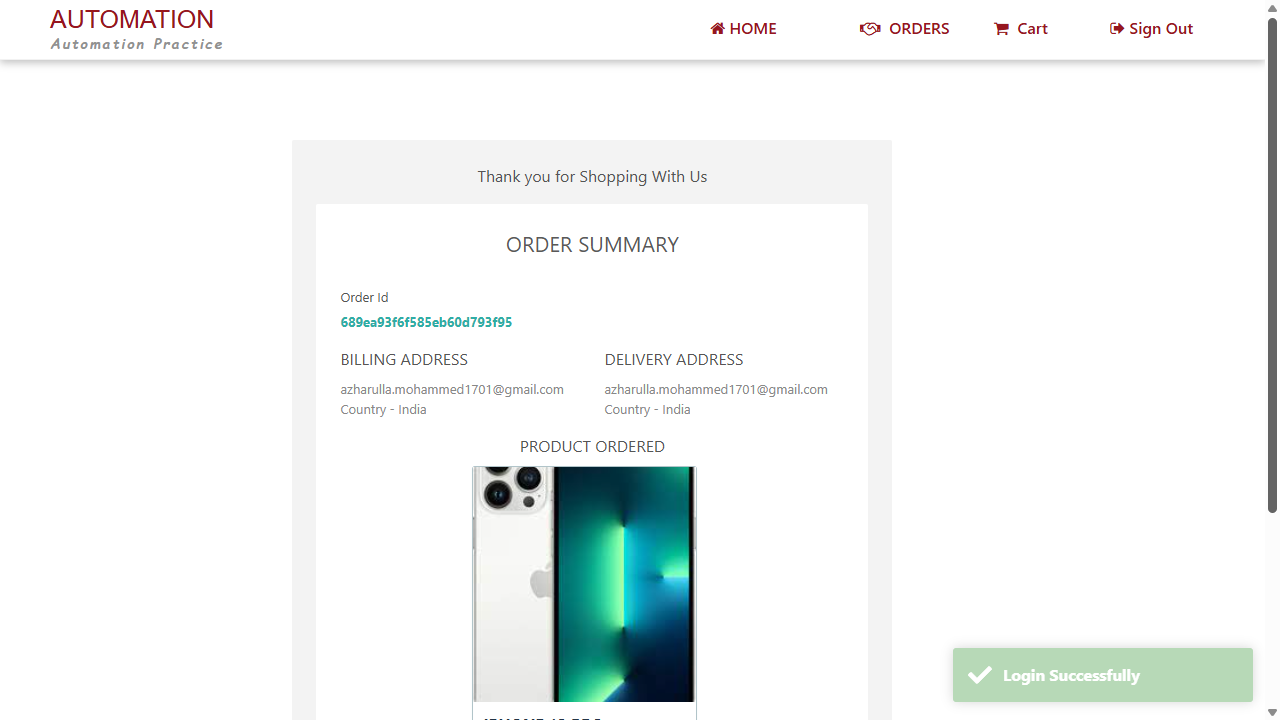 AUTOMATION
Automation Practice
HOME
ORDERS
Cart
Sign Out
Thank you for Shopping With Us
ORDER SUMMARY
Order Id
689ea93f6f585eb60d793f95
BILLING ADDRESS
DELIVERY ADDRESS
azharulla.mohammed1701@gmail.com
azharulla.mohammed1701@gmail.com
Country - India
Country - India
PRODUCT ORDERED
Login Successfully